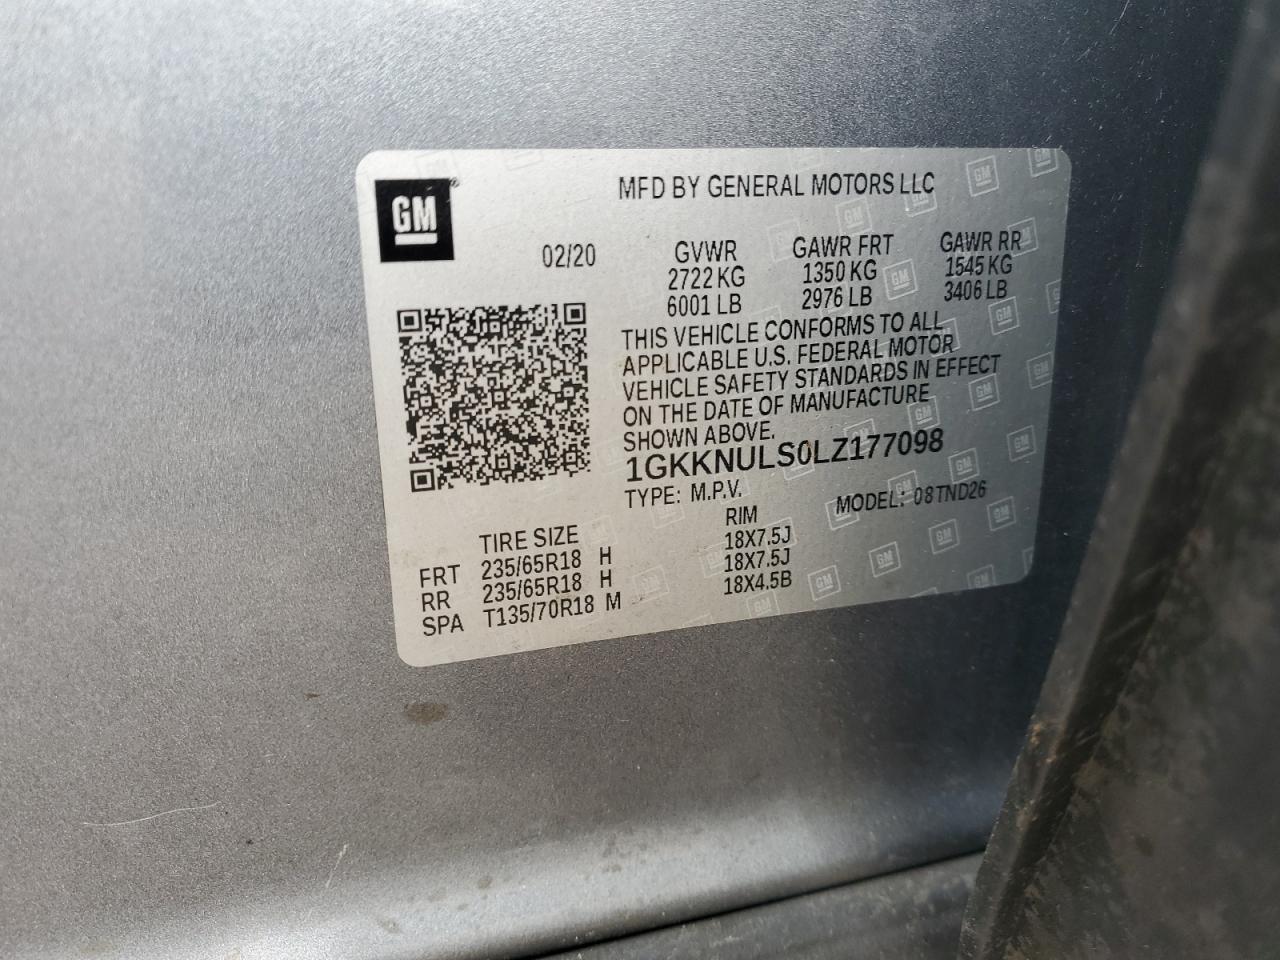 GM
MFD BY GENERAL MOTORS LLC
02/20
GVWR GAWR FRT GAWR RR
2722 KG 1350 KG 1545 KG
6001 LB 2976 LB 3406 LB
THIS VEHICLE CONFORMS TO ALL
APPLICABLE U.S. FEDERAL MOTOR
VEHICLE SAFETY STANDARDS IN EFFECT
ON THE DATE OF MANUFACTURE
SHOWN ABOVE.
1GKKNULS0LZ177098
TYPE: M.P.V. MODEL: 08TND26
TIRE SIZE RIM
FRT 235/65R18 H 18X7.5J
RR 235/65R18 H 18X7.5J
SPA T135/70R18 M 18X4.5B